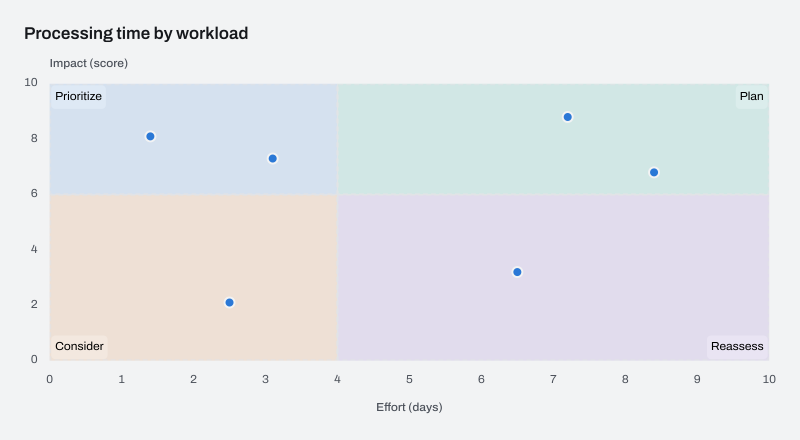 Processing time by workload
Impact (score)
10
Prioritize
Plan
8
6
4
2
Consider
Reassess
0
0 1 2 3 4 5 6 7 8 9 10
Effort (days)